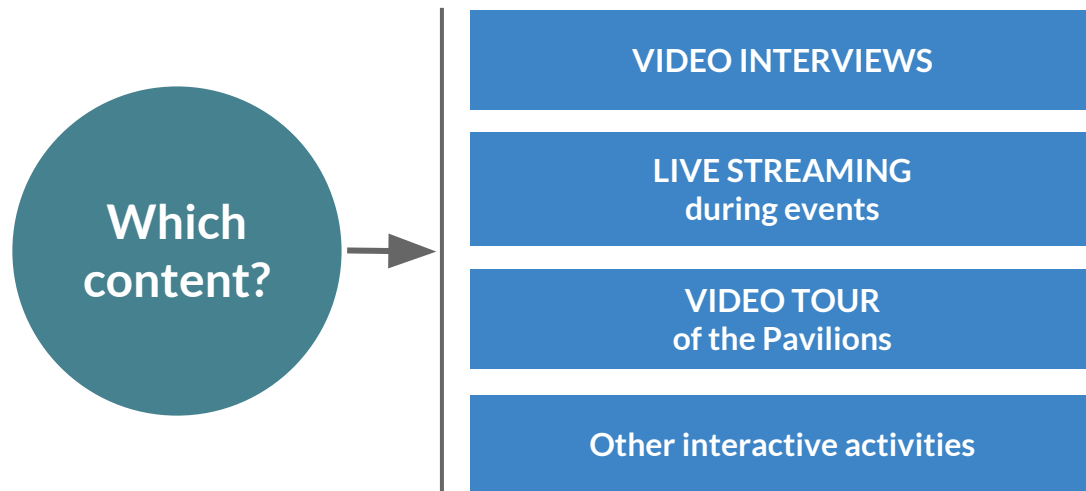 Which
content?
VIDEO INTERVIEWS
LIVE STREAMING
during events
VIDEO TOUR
of the Pavilions
Other interactive activities